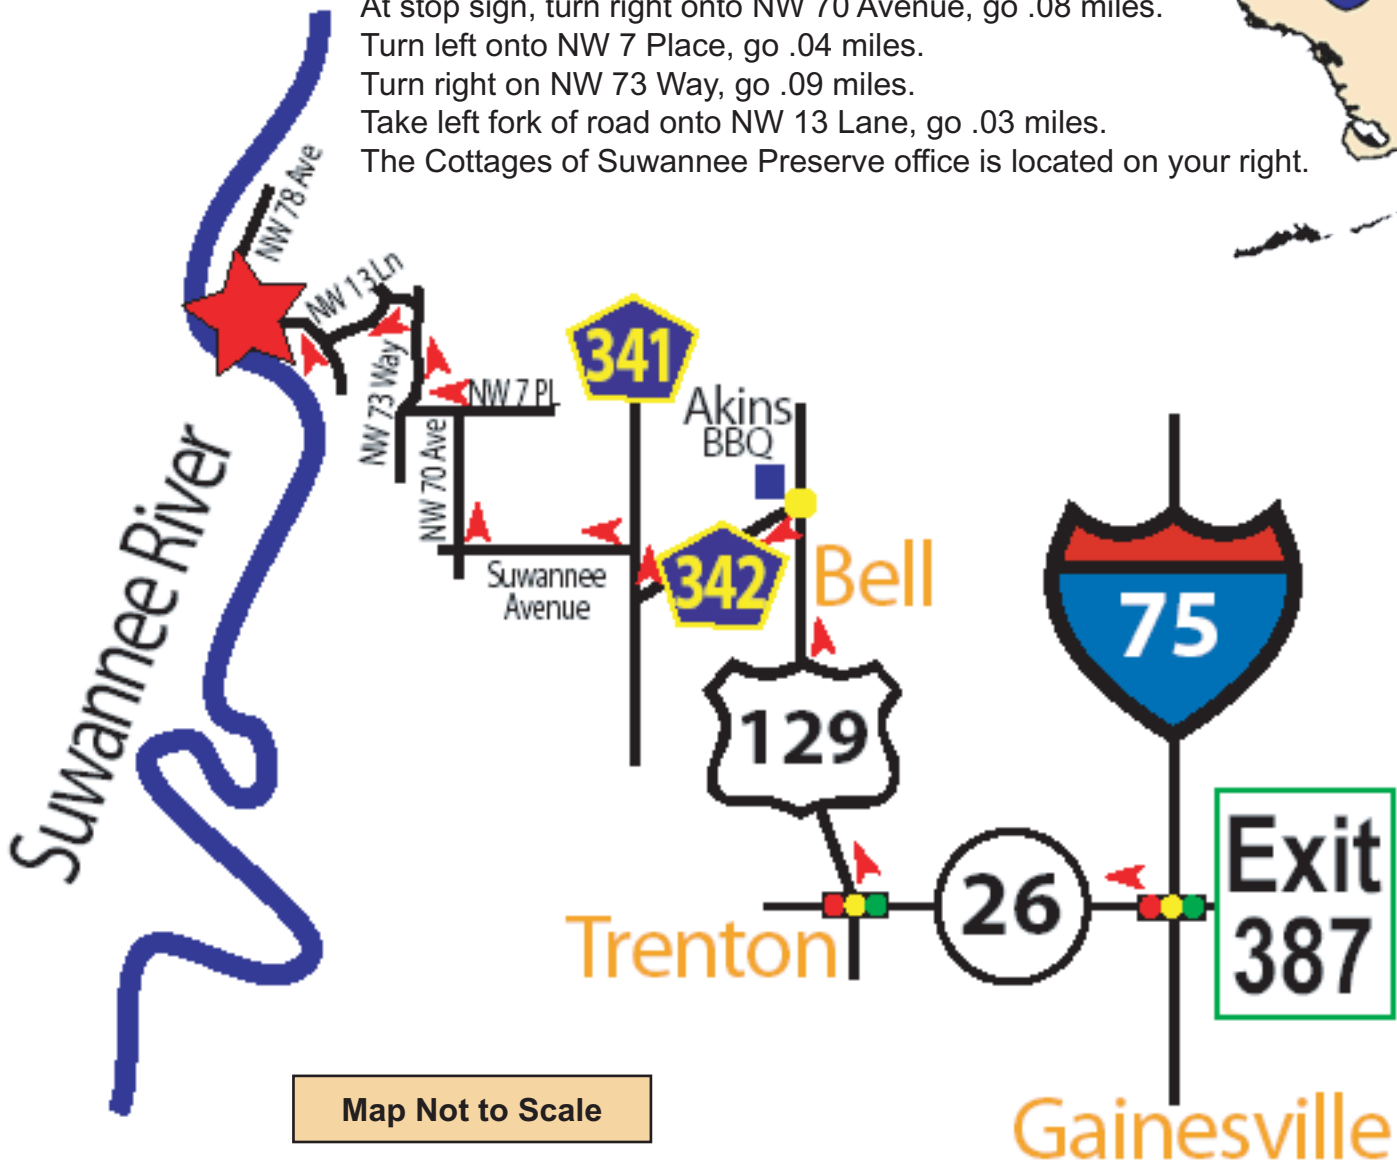 At stop sign, turn right onto NW 70 Avenue, go .08 miles.
Turn left onto NW 7 Place, go .04 miles.
Turn right on NW 73 Way, go .09 miles.
Take left fork of road onto NW 13 Lane, go .03 miles.
The Cottages of Suwannee Preserve office is located on your right.
NW 78 Ave
NW 13 Ln
NW 73 Way
NW 7 PL
NW 70 Ave
341
Akins
BBQ
342
Suwannee
Avenue
Bell
75
Suwannee River
129
26
Exit
387
Trenton
Map Not to Scale
Gainesville